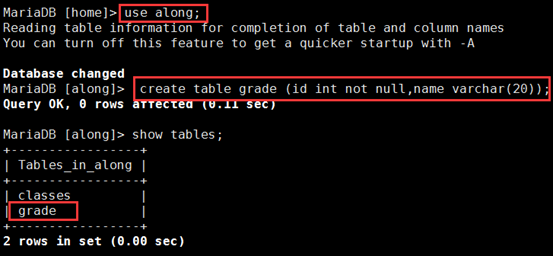 MariaDB [home]> use along;
Reading table information for completion of table and column names
You can turn off this feature to get a quicker startup with -A
Database changed
MariaDB [along]> create table grade (id int not null,name varchar(20));
Query OK, 0 rows affected (0.11 sec)
MariaDB [along]> show tables;
+-----------------+
| Tables_in_along |
+-----------------+
| classes         |
| grade           |
+-----------------+
2 rows in set (0.00 sec)